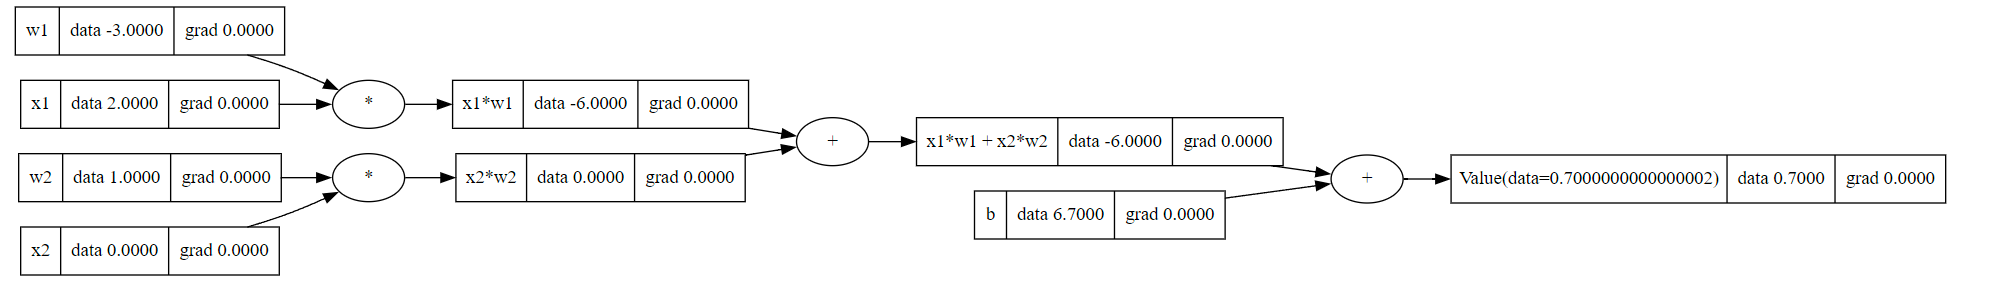 w1 data -3.0000 grad 0.0000
x1 data 2.0000 grad 0.0000
*
x1*w1 data -6.0000 grad 0.0000
w2 data 1.0000 grad 0.0000
*
x2*w2 data 0.0000 grad 0.0000
x2 data 0.0000 grad 0.0000
+
x1*w1 + x2*w2 data -6.0000 grad 0.0000
b data 6.7000 grad 0.0000
+
Value(data=0.7000000000000002) data 0.7000 grad 0.0000